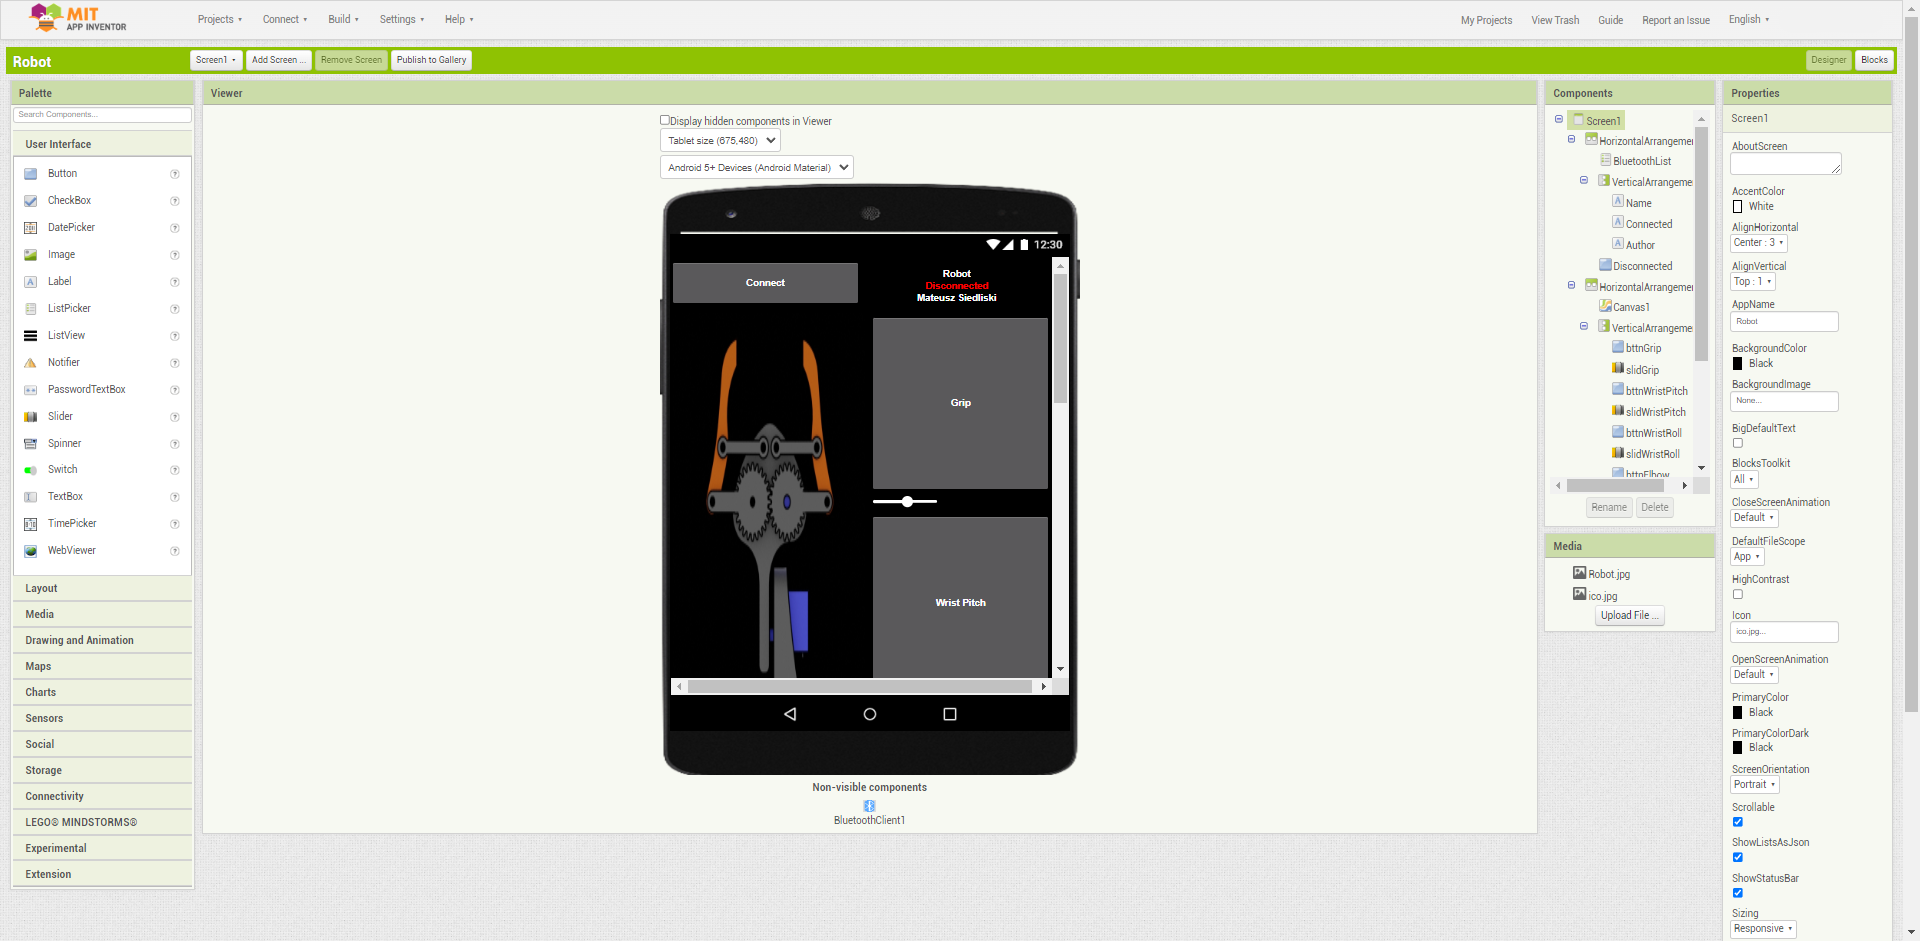 MIT
APP INVENTOR
Projects
Connect
Build
Settings
Help
My Projects
View Trash
Guide
Report an Issue
English
Robot
Screen1
Add Screen ...
Remove Screen
Publish to Gallery
Designer
Blocks
Palette
Search Components...
User Interface
Button
CheckBox
DatePicker
Image
Label
ListPicker
ListView
Notifier
PasswordTextBox
Slider
Spinner
Switch
TextBox
TimePicker
WebViewer
Layout
Media
Drawing and Animation
Maps
Charts
Sensors
Social
Storage
Connectivity
LEGO® MINDSTORMS®
Experimental
Extension
Viewer
Display hidden components in Viewer
Tablet size (675,480)
Android 5+ Devices (Android Material)
12:30
Connect
Robot
Disconnected
Mateusz Siedliski
Grip
Wrist Pitch
Non-visible components
BluetoothClient1
Components
Screen1
HorizontalArrangeme
BluetoothList
VerticalArrangeme
Name
Connected
Author
Disconnected
HorizontalArrangeme
Canvas1
VerticalArrangeme
bttnGrip
slidGrip
bttnWristPitch
slidWristPitch
bttnWristRoll
slidWristRoll
bttnElbow
Rename
Delete
Media
Robot.jpg
ico.jpg
Upload File ...
Properties
Screen1
AboutScreen
AccentColor
White
AlignHorizontal
Center : 3
AlignVertical
Top : 1
AppName
Robot
BackgroundColor
Black
BackgroundImage
None...
BigDefaultText
BlocksToolkit
All
CloseScreenAnimation
Default
DefaultFileScope
App
HighContrast
Icon
ico.jpg...
OpenScreenAnimation
Default
PrimaryColor
Black
PrimaryColorDark
Black
ScreenOrientation
Portrait
Scrollable
ShowListsAsJson
ShowStatusBar
Sizing
Responsive